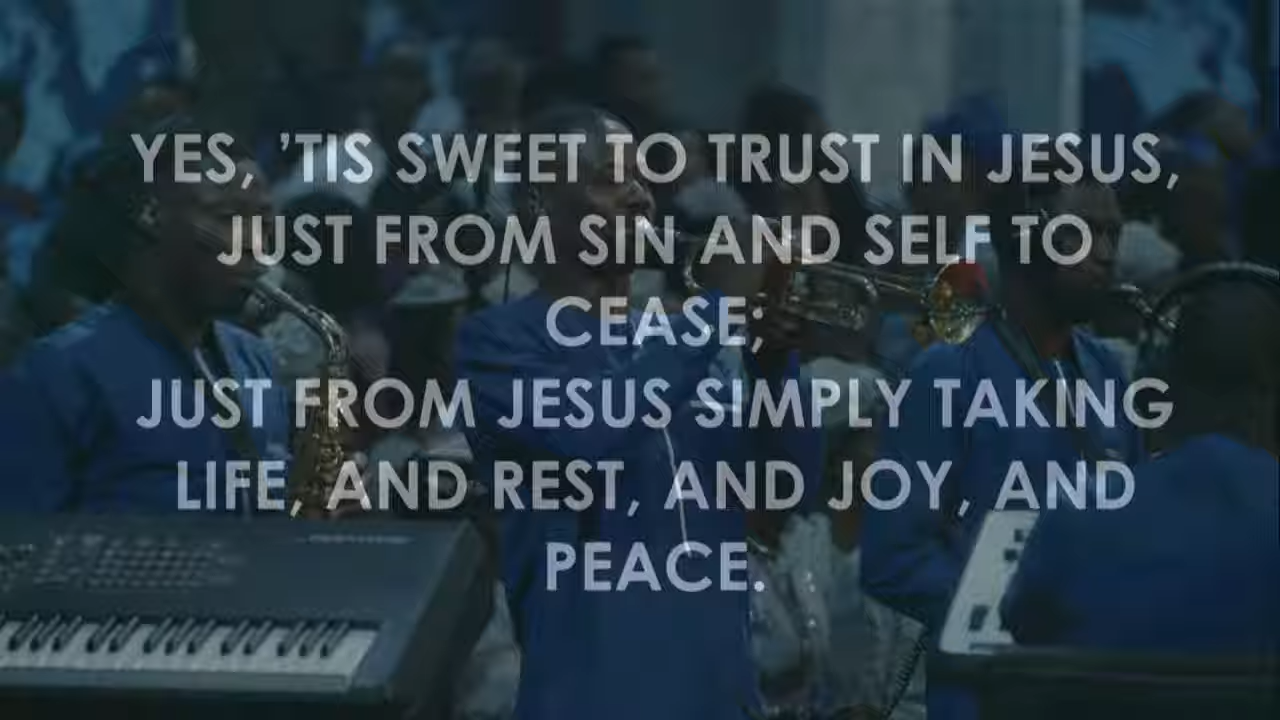 YES, ’TIS SWEET TO TRUST IN JESUS,
JUST FROM SIN AND SELF TO
CEASE;
JUST FROM JESUS SIMPLY TAKING
LIFE, AND REST, AND JOY, AND
PEACE.